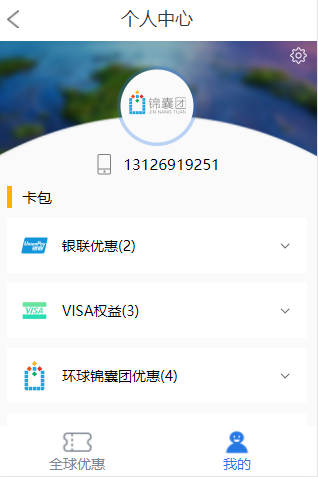 个人中心
锦囊团
JIN NANG TUAN
13126919251
卡包
UnionPay
银联
银联优惠(2)
VISA权益(3)
环球锦囊团优惠(4)
全球优惠
我的